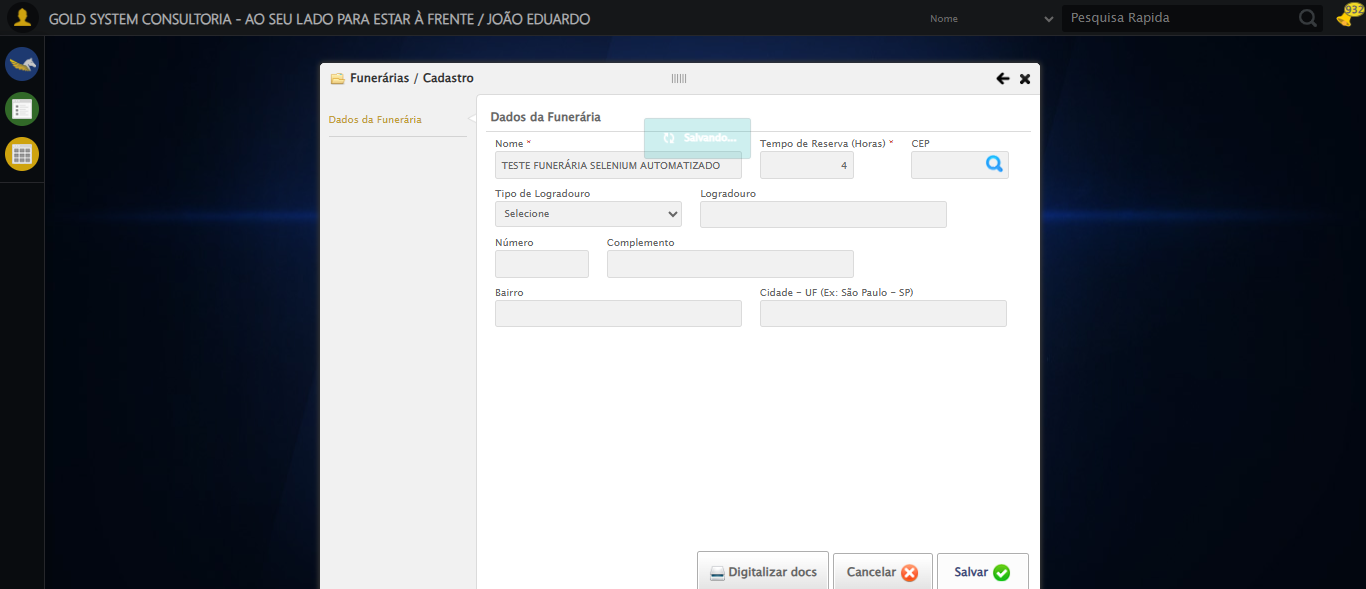 GOLD SYSTEM CONSULTORIA - AO SEU LADO PARA ESTAR À FRENTE / JOÃO EDUARDO
Nome
Pesquisa Rapida
932
Funerárias / Cadastro
Dados da Funerária
Dados da Funerária
Salvando...
Nome *
Tempo de Reserva (Horas) *
CEP
TESTE FUNERÁRIA SELENIUM AUTOMATIZADO
4
Tipo de Logradouro
Logradouro
Selecione
Número
Complemento
Bairro
Cidade - UF (Ex: São Paulo - SP)
Digitalizar docs
Cancelar
Salvar